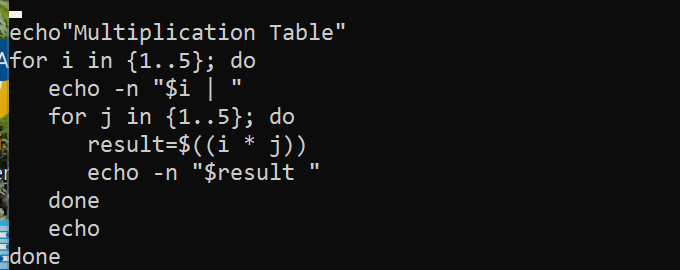 echo"Multiplication Table"
for i in {1..5}; do
   echo -n "$i | "
   for j in {1..5}; do
      result=$((i * j))
      echo -n "$result "
   done
   echo
done